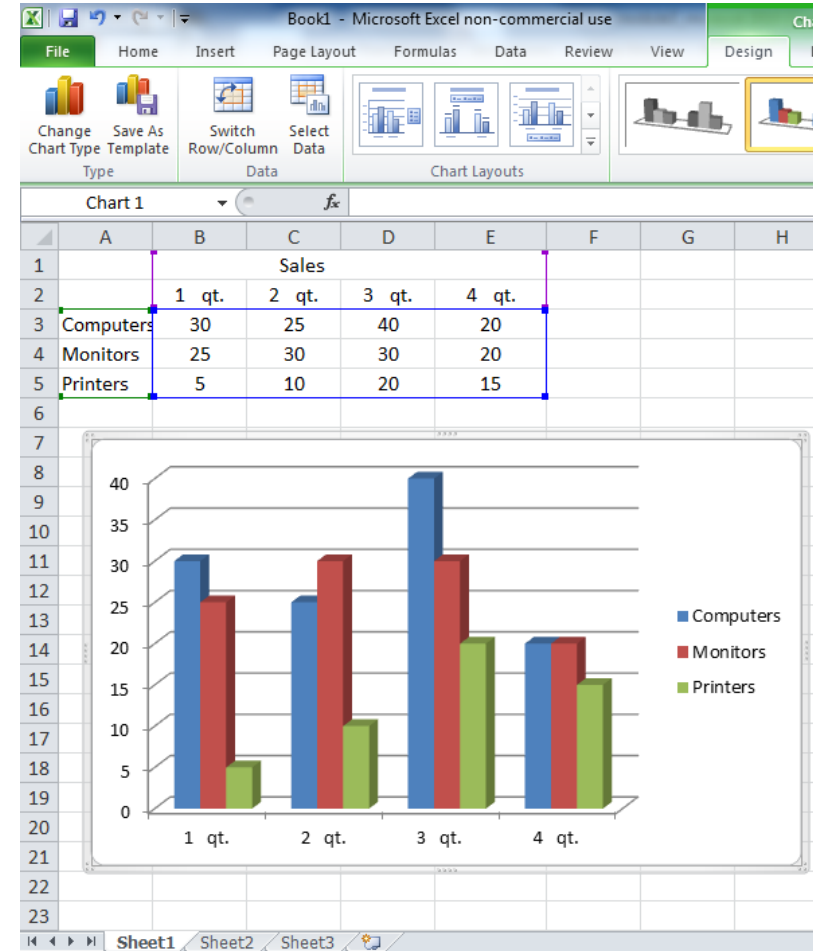 Book1 - Microsoft Excel non-commercial use
File Home Insert Page Layout Formulas Data Review View Design
Change Chart Type
Save As Template
Switch Row/Column
Select Data
Type Data Chart Layouts
Chart 1 fx
A B C D E F G H
1 Sales
2 1 qt. 2 qt. 3 qt. 4 qt.
3 Computers 30 25 40 20
4 Monitors 25 30 30 20
5 Printers 5 10 20 15
6
7
8
9
10
11
12
13
14
15
16
17
18
19
20
21
22
23
40
35
30
25
20
15
10
5
0
1 qt. 2 qt. 3 qt. 4 qt.
Computers
Monitors
Printers
Sheet1 Sheet2 Sheet3